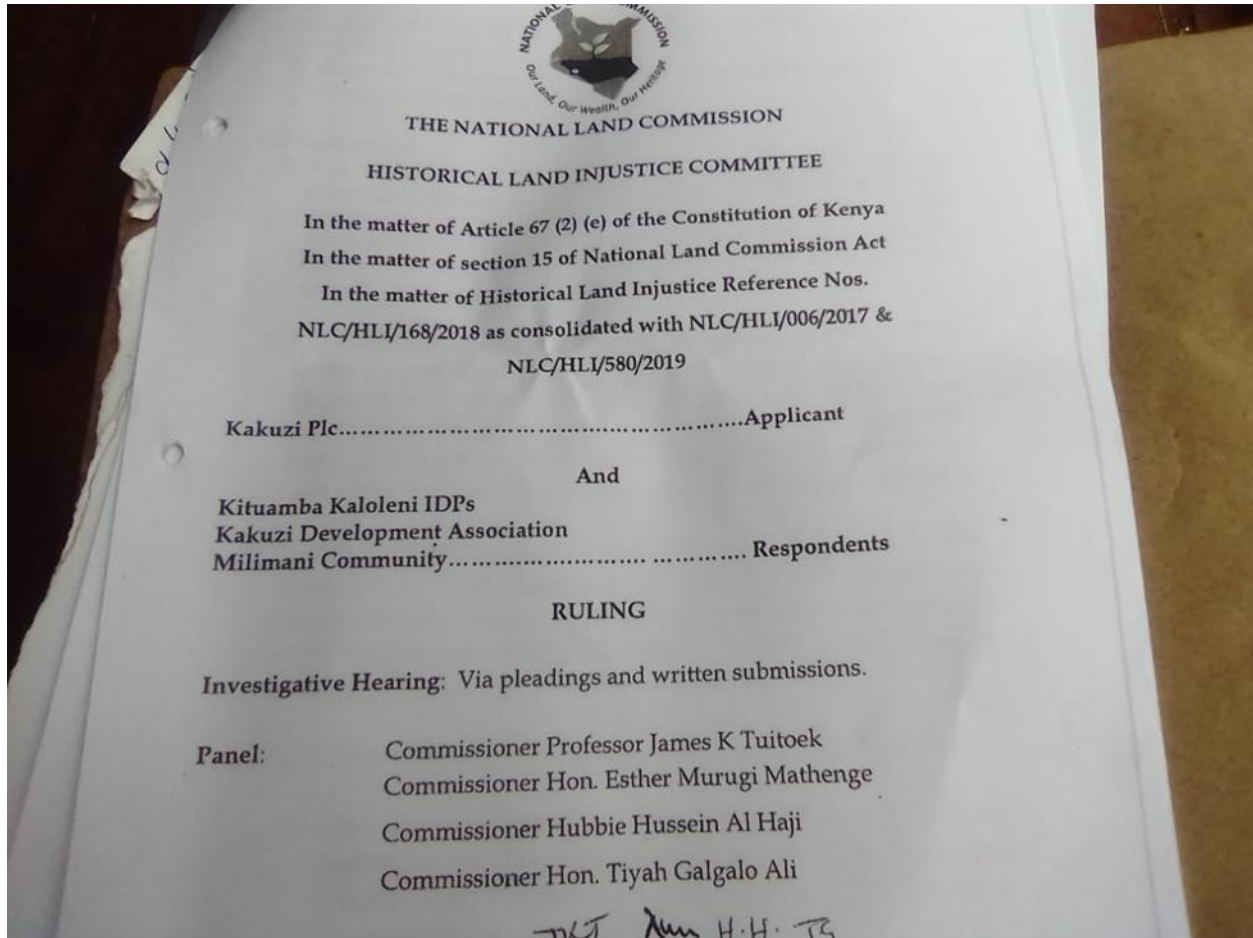 NATIONAL COMMISSION
Our Land, Our Wealth, Our Heritage
THE NATIONAL LAND COMMISSION
HISTORICAL LAND INJUSTICE COMMITTEE
In the matter of Article 67 (2) (e) of the Constitution of Kenya
In the matter of section 15 of National Land Commission Act
In the matter of Historical Land Injustice Reference Nos.
NLC/HLI/168/2018 as consolidated with NLC/HLI/006/2017 &
NLC/HLI/580/2019
Kakuzi Plc……………………………………………….Applicant
And
Kituamba Kaloleni IDPs
Kakuzi Development Association
Milimani Community…………………… ………… Respondents
RULING
Investigative Hearing: Via pleadings and written submissions.
Panel:
Commissioner Professor James K Tuitoek
Commissioner Hon. Esther Murugi Mathenge
Commissioner Hubbie Hussein Al Haji
Commissioner Hon. Tiyah Galgalo Ali
H.H.